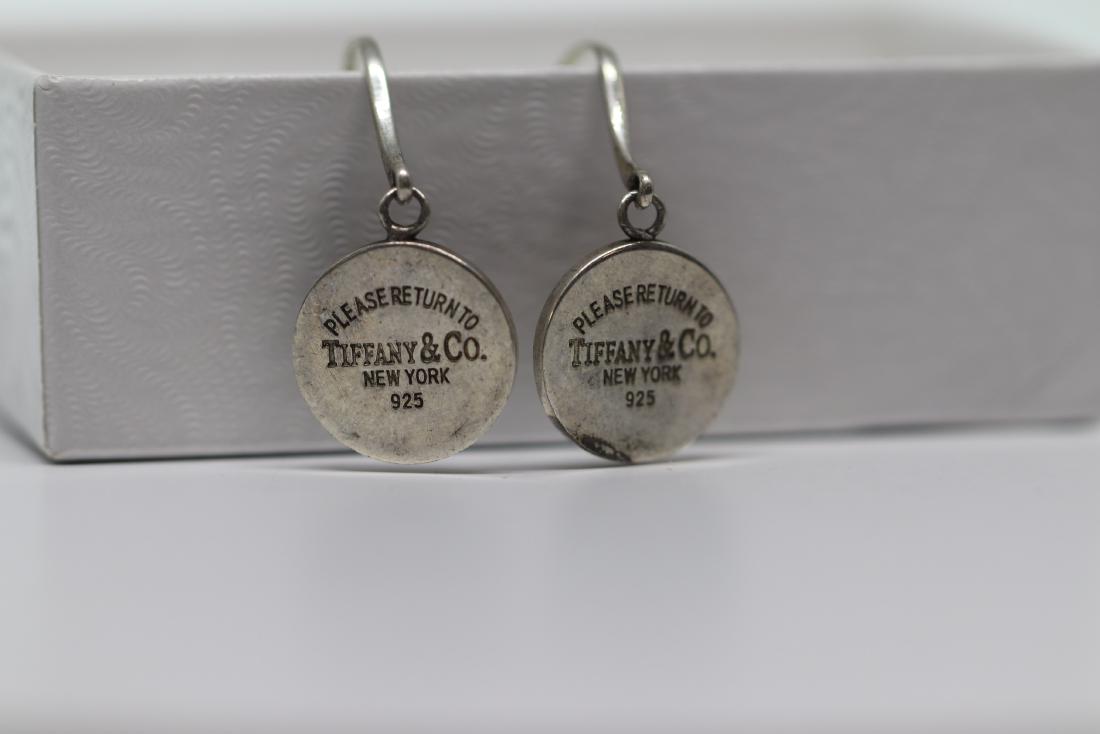 PLEASE RETURN TO
TIFFANY & CO.
NEW YORK
925
PLEASE RETURN TO
TIFFANY & CO.
NEW YORK
925